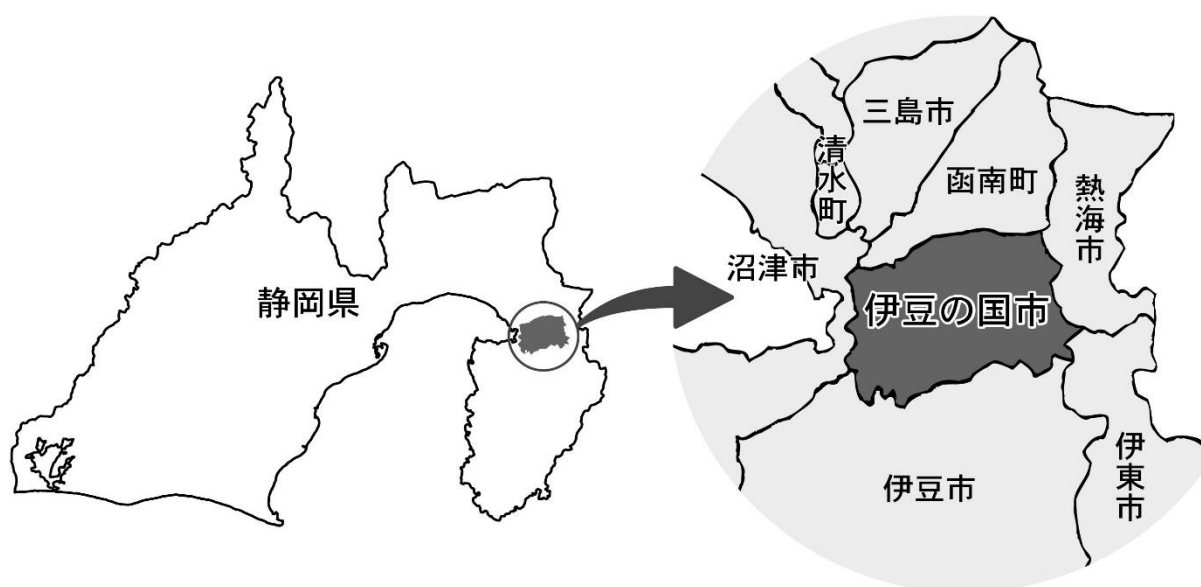 静岡県
三島市
清水町
函南町
熱海市
沼津市
伊豆の国市
伊豆市
伊東市